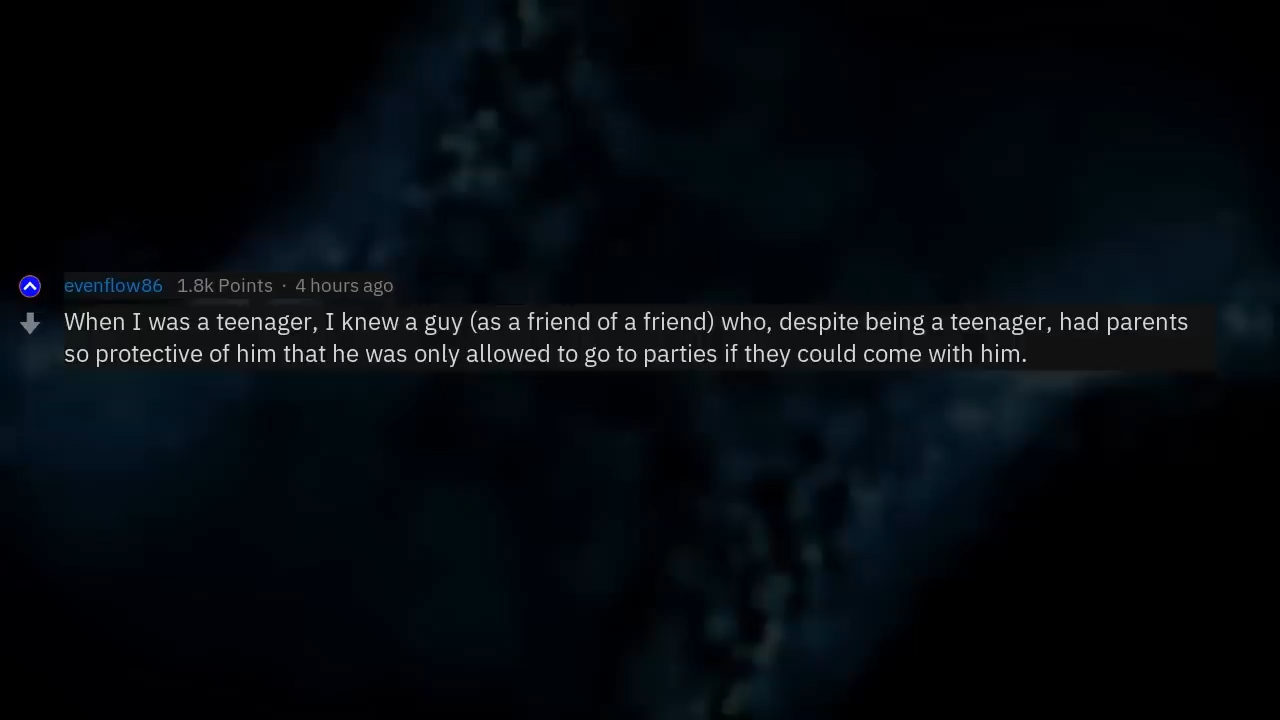 evenflow86 1.8k Points · 4 hours ago
When I was a teenager, I knew a guy (as a friend of a friend) who, despite being a teenager, had parents
so protective of him that he was only allowed to go to parties if they could come with him.